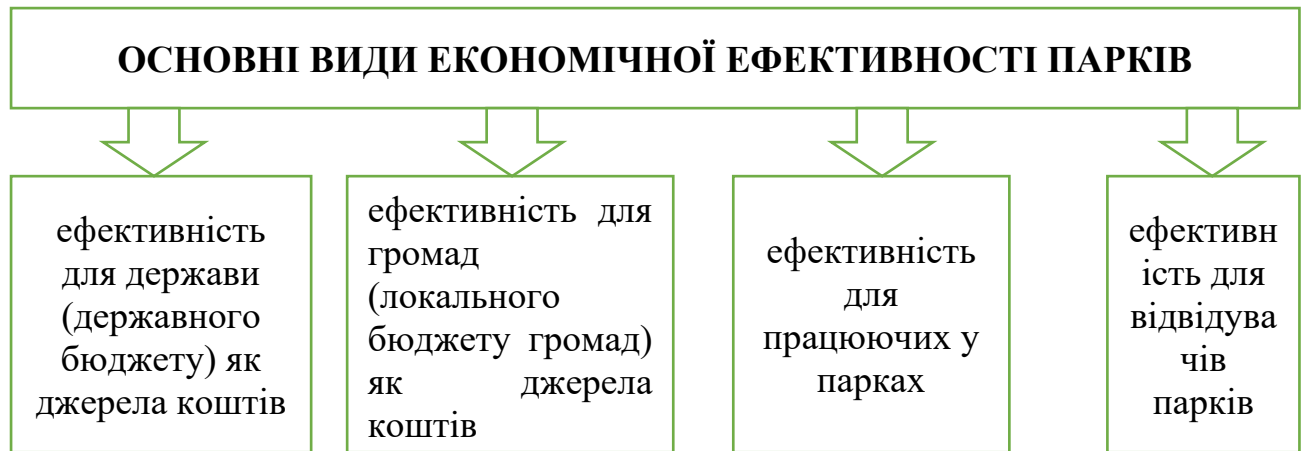 ОСНОВНІ ВИДИ ЕКОНОМІЧНОЇ ЕФЕКТИВНОСТІ ПАРКІВ
ефективність
для держави
(державного
бюджету) як
джерела коштів
ефективність для
громад
(локального
бюджету громад)
як джерела
коштів
ефективність
для
працюючих у
парках
ефективн
ість для
відвідува
чів
парків